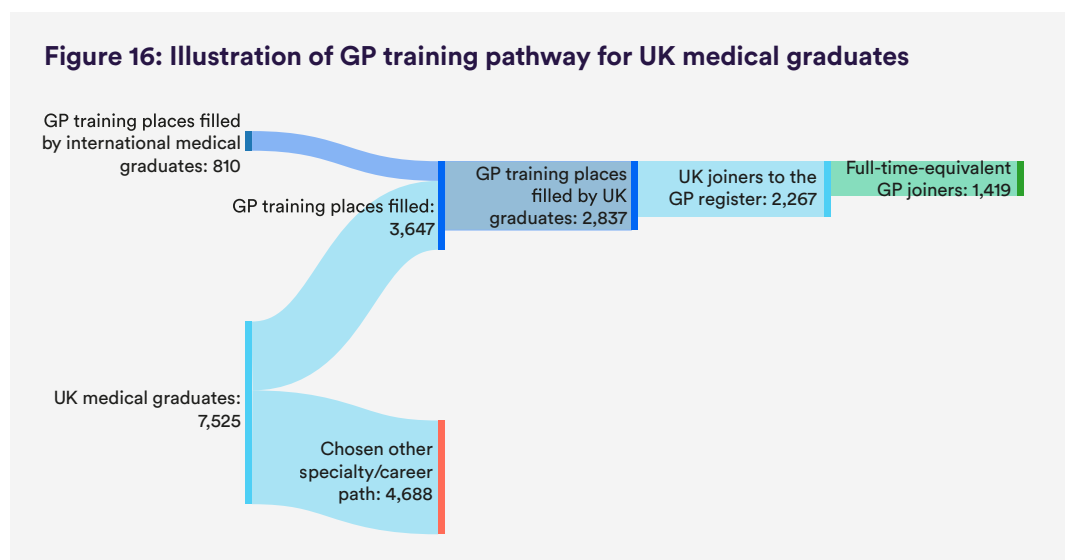 Figure 16: Illustration of GP training pathway for UK medical graduates
GP training places filled
by international medical
graduates: 810
GP training places filled:
3,647
GP training places
filled by UK
graduates: 2,837
UK joiners to the
GP register: 2,267
Full-time-equivalent
GP joiners: 1,419
UK medical graduates:
7,525
Chosen other
specialty/career
path: 4,688